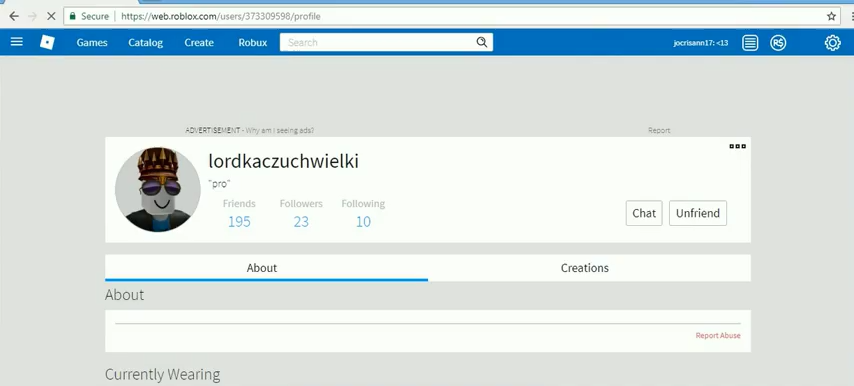 Secure https://web.roblox.com/users/373309598/profile
Games Catalog Create Robux Search jocrisann17: <13 R$
ADVERTISEMENT - Why am I seeing ads? Report
lordkaczuchwielki
"pro"
Friends Followers Following
195 23 10
Chat Unfriend
About Creations
About
Report Abuse
Currently Wearing